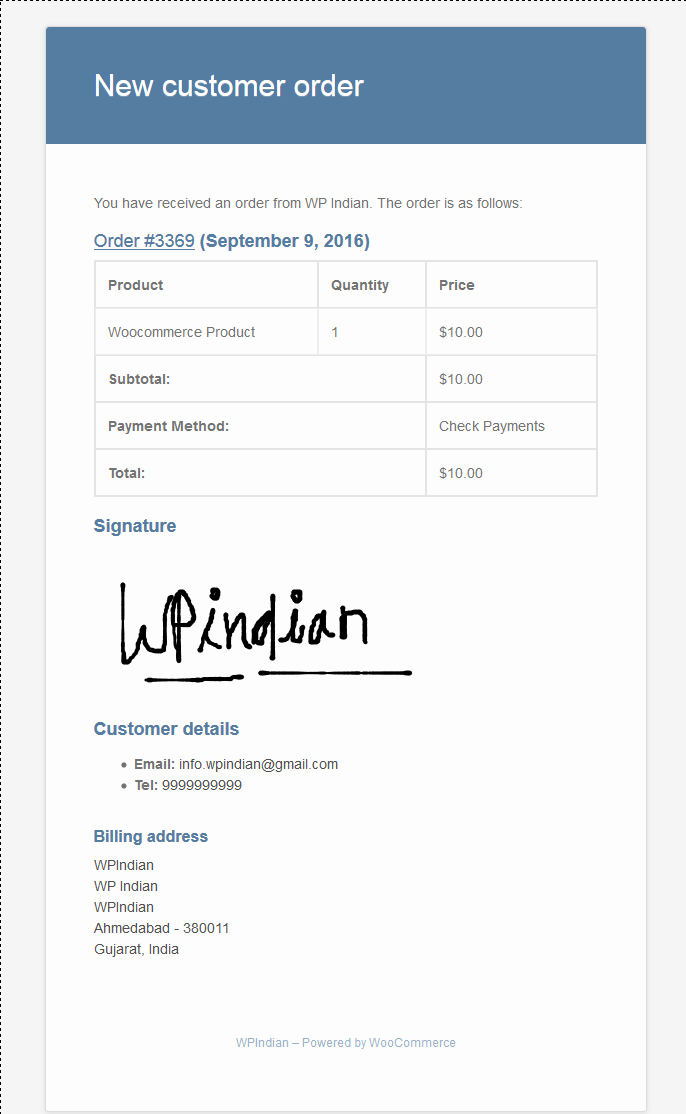 New customer order
You have received an order from WP Indian. The order is as follows:
Order #3369 (September 9, 2016)
Product Quantity Price
Woocommerce Product 1 $10.00
Subtotal: $10.00
Payment Method: Check Payments
Total: $10.00
Signature
WPindian
Customer details
Email: info.wpindian@gmail.com
Tel: 9999999999
Billing address
WPIndian
WP Indian
WPIndian
Ahmedabad - 380011
Gujarat, India
WPIndian – Powered by WooCommerce